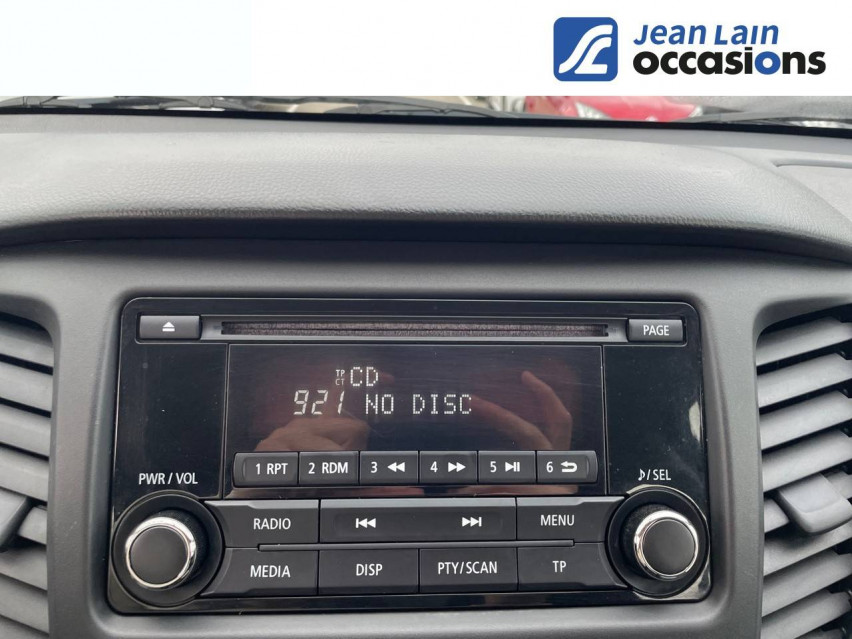 Jean Lain
occasions
PAGE
TP
CT
CD
921 NO DISC
1 RPT 2 RDM 3 4 5 6
PWR / VOL
/ SEL
RADIO MENU
MEDIA DISP PTY/SCAN TP